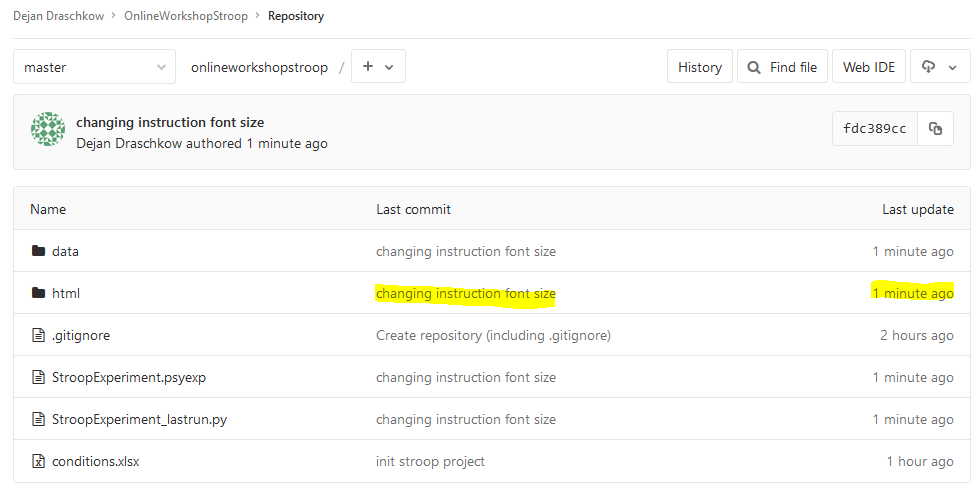 Dejan Draschkow > OnlineWorkshopStroop > Repository
master onlineworkshopstroop / + History Find file Web IDE
changing instruction font size
Dejan Draschkow authored 1 minute ago fdc389cc
Name Last commit Last update
data changing instruction font size 1 minute ago
html changing instruction font size 1 minute ago
.gitignore Create repository (including .gitignore) 2 hours ago
StroopExperiment.psyexp changing instruction font size 1 minute ago
StroopExperiment_lastrun.py changing instruction font size 1 minute ago
conditions.xlsx init stroop project 1 hour ago